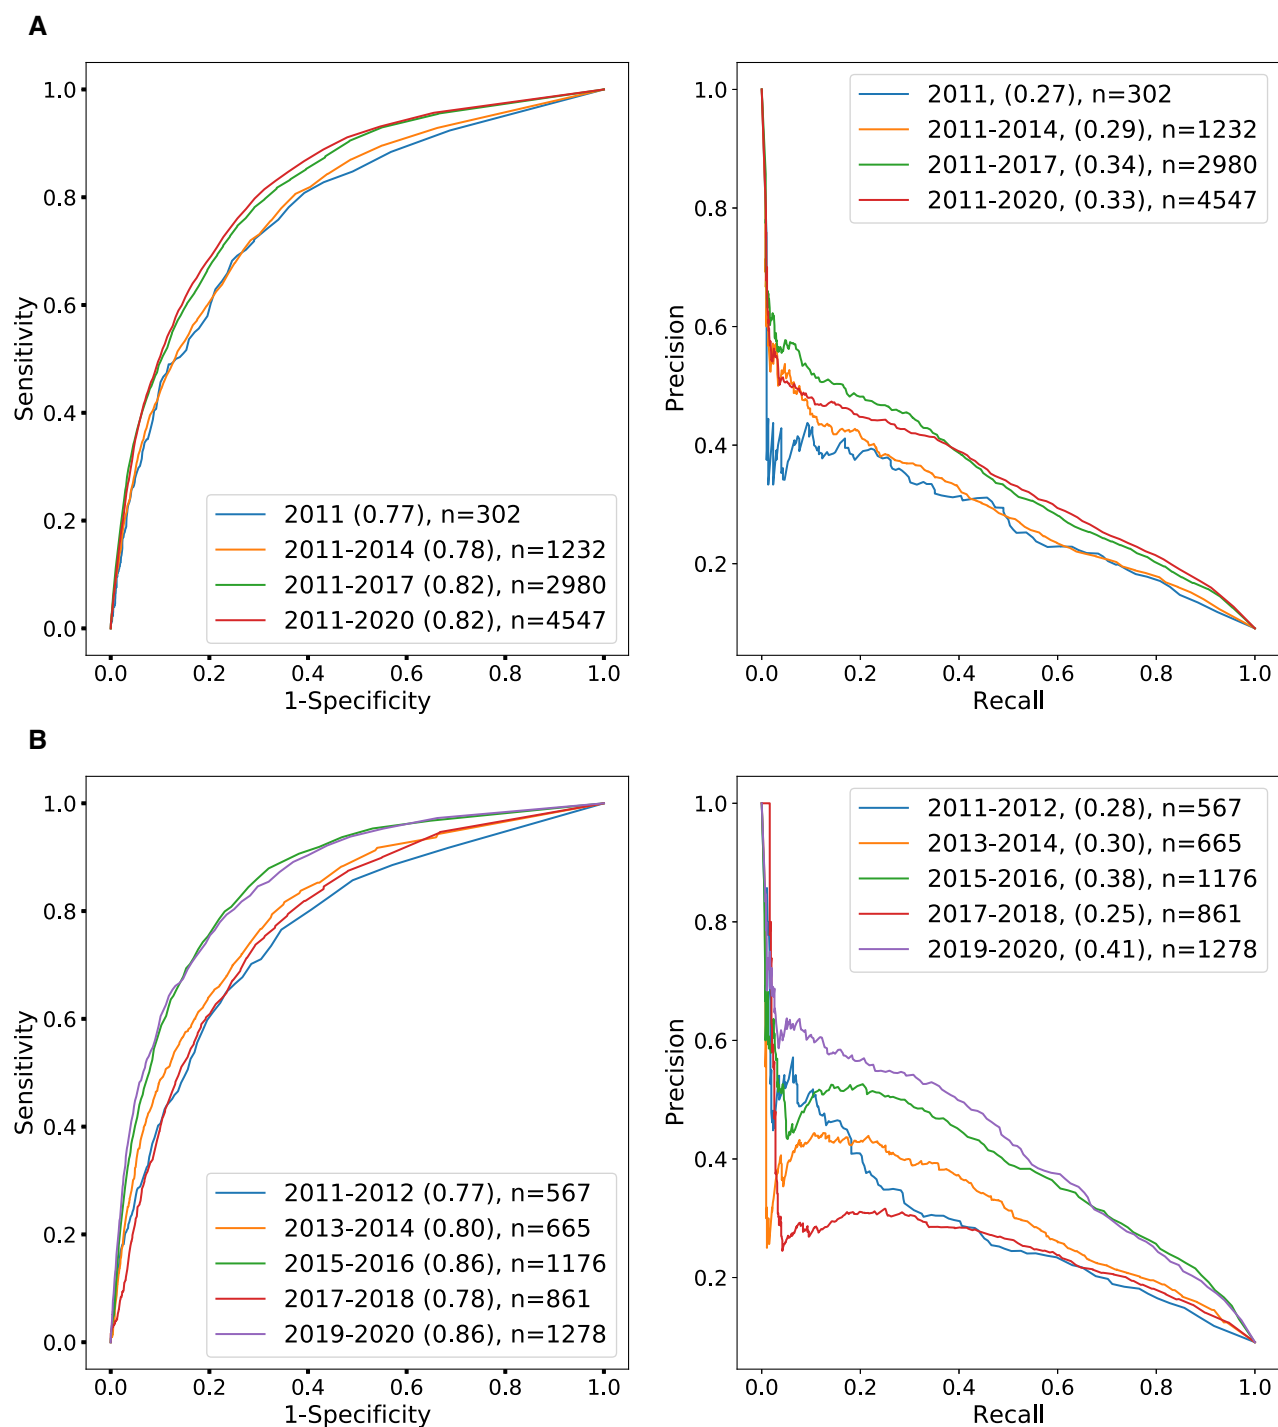 A
1.0
0.8
0.6
0.4
0.2
0.0
Sensitivity
2011 (0.77), n=302
2011-2014 (0.78), n=1232
2011-2017 (0.82), n=2980
2011-2020 (0.82), n=4547
0.0 0.2 0.4 0.6 0.8 1.0
1-Specificity
1.0
0.8
0.6
0.4
0.2
Precision
2011, (0.27), n=302
2011-2014, (0.29), n=1232
2011-2017, (0.34), n=2980
2011-2020, (0.33), n=4547
0.0 0.2 0.4 0.6 0.8 1.0
Recall
B
1.0
0.8
0.6
0.4
0.2
0.0
Sensitivity
2011-2012 (0.77), n=567
2013-2014 (0.80), n=665
2015-2016 (0.86), n=1176
2017-2018 (0.78), n=861
2019-2020 (0.86), n=1278
0.0 0.2 0.4 0.6 0.8 1.0
1-Specificity
1.0
0.8
0.6
0.4
0.2
Precision
2011-2012, (0.28), n=567
2013-2014, (0.30), n=665
2015-2016, (0.38), n=1176
2017-2018, (0.25), n=861
2019-2020, (0.41), n=1278
0.0 0.2 0.4 0.6 0.8 1.0
Recall